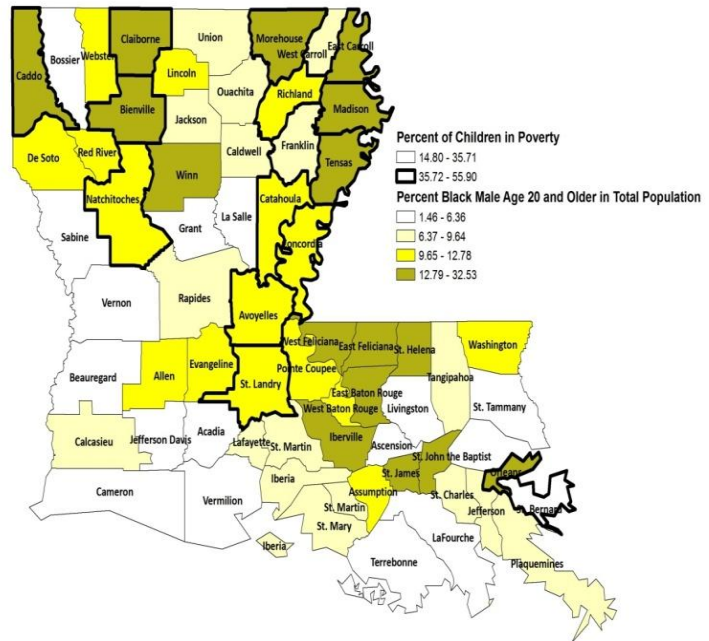 Union
Claiborne
Morehouse
West Carroll
East Carroll
Bossier
Webster
Caddo
Lincoln
Ouachita
Richland
Madison
Bienville
Jackson
Franklin
Caldwell
De Soto
Red River
Winn
Tensas
Natchitoches
Catahoula
La Salle
Grant
Sabine
Concordia
Vernon
Rapides
Avoyelles
West Feliciana
East Feliciana
St. Helena
Washington
Beauregard
Allen
Evangeline
St. Landry
Pointe Coupee
Tangipahoa
East Baton Rouge
West Baton Rouge
Livingston
St. Tammany
Calcasieu
Jefferson Davis
Acadia
Lafayette
St. Martin
Iberville
Ascension
St. John the Baptist
St. James
Orleans
Cameron
Vermilion
Iberia
St. Martin
Assumption
St. Charles
St. Bernard
St. Mary
Jefferson
Iberia
LaFourche
Terrebonne
Plaquemines
Percent of Children in Poverty
14.80 - 35.71
35.72 - 55.90
Percent Black Male Age 20 and Older in Total Population
1.46 - 6.36
6.37 - 9.64
9.65 - 12.78
12.79 - 32.53